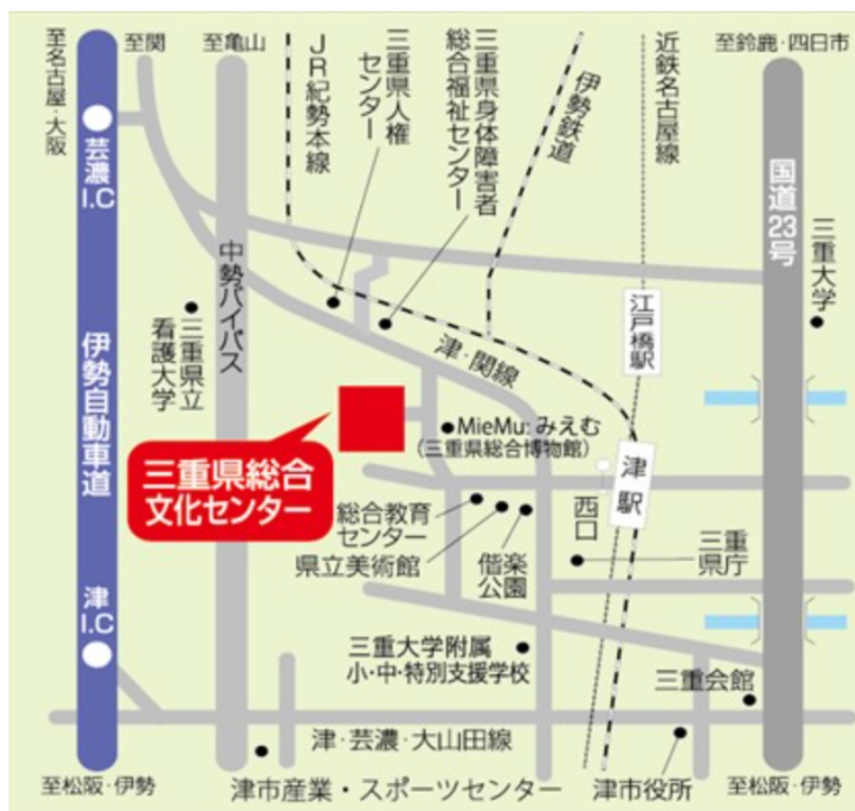 至名古屋・大阪
至関
至亀山
JR紀勢本線
三重県人権
センター
三重県身体障害者
総合福祉センター
伊勢鉄道
近鉄名古屋線
至鈴鹿・四日市
芸濃
I.C
国道23号
三重大学
中勢バイパス
三重県立
看護大学
江戸橋駅
伊勢自動車道
津・関線
MieMu:みえむ
(三重県総合博物館)
三重県総合
文化センター
津駅
西口
総合教育
センター
県立美術館
偕楽
公園
三重
県庁
津
I.C
三重大学附属
小・中・特別支援学校
三重会館
津・芸濃・大山田線
至松阪・伊勢
津市産業・スポーツセンター
津市役所
至松阪・伊勢